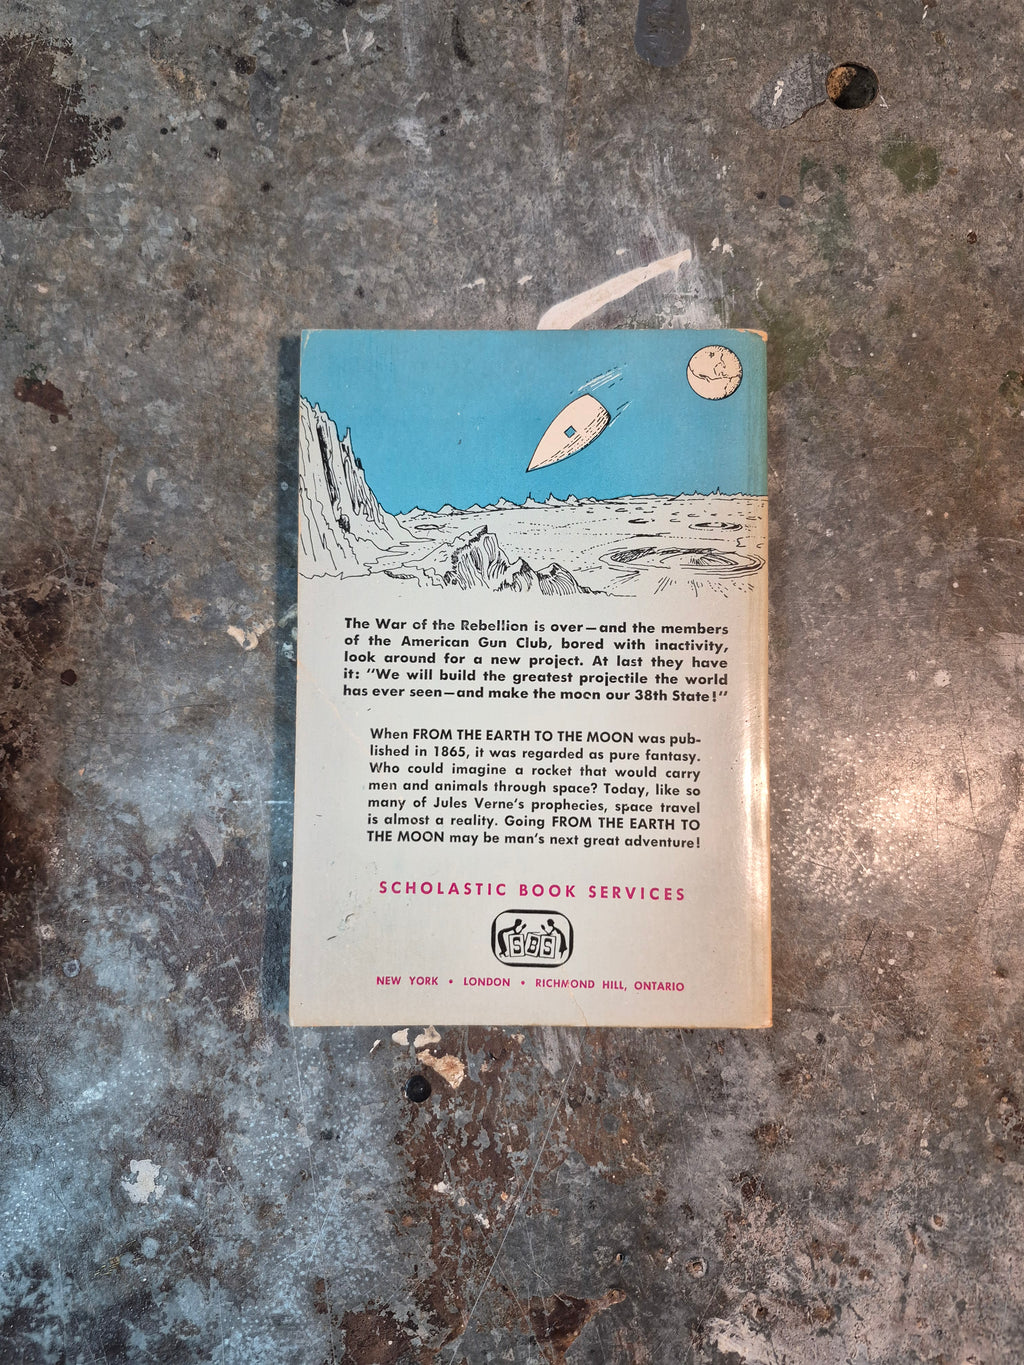 The War of the Rebellion is over—and the members
of the American Gun Club, bored with inactivity,
look around for a new project. At last they have
it: "We will build the greatest projectile the world
has ever seen—and make the moon our 38th State!"
When FROM THE EARTH TO THE MOON was pub-
lished in 1865, it was regarded as pure fantasy.
Who could imagine a rocket that would carry
men and animals through space? Today, like so
many of Jules Verne's prophecies, space travel
is almost a reality. Going FROM THE EARTH TO
THE MOON may be man's next great adventure!
SCHOLASTIC BOOK SERVICES
SBS
NEW YORK • LONDON • RICHMOND HILL, ONTARIO